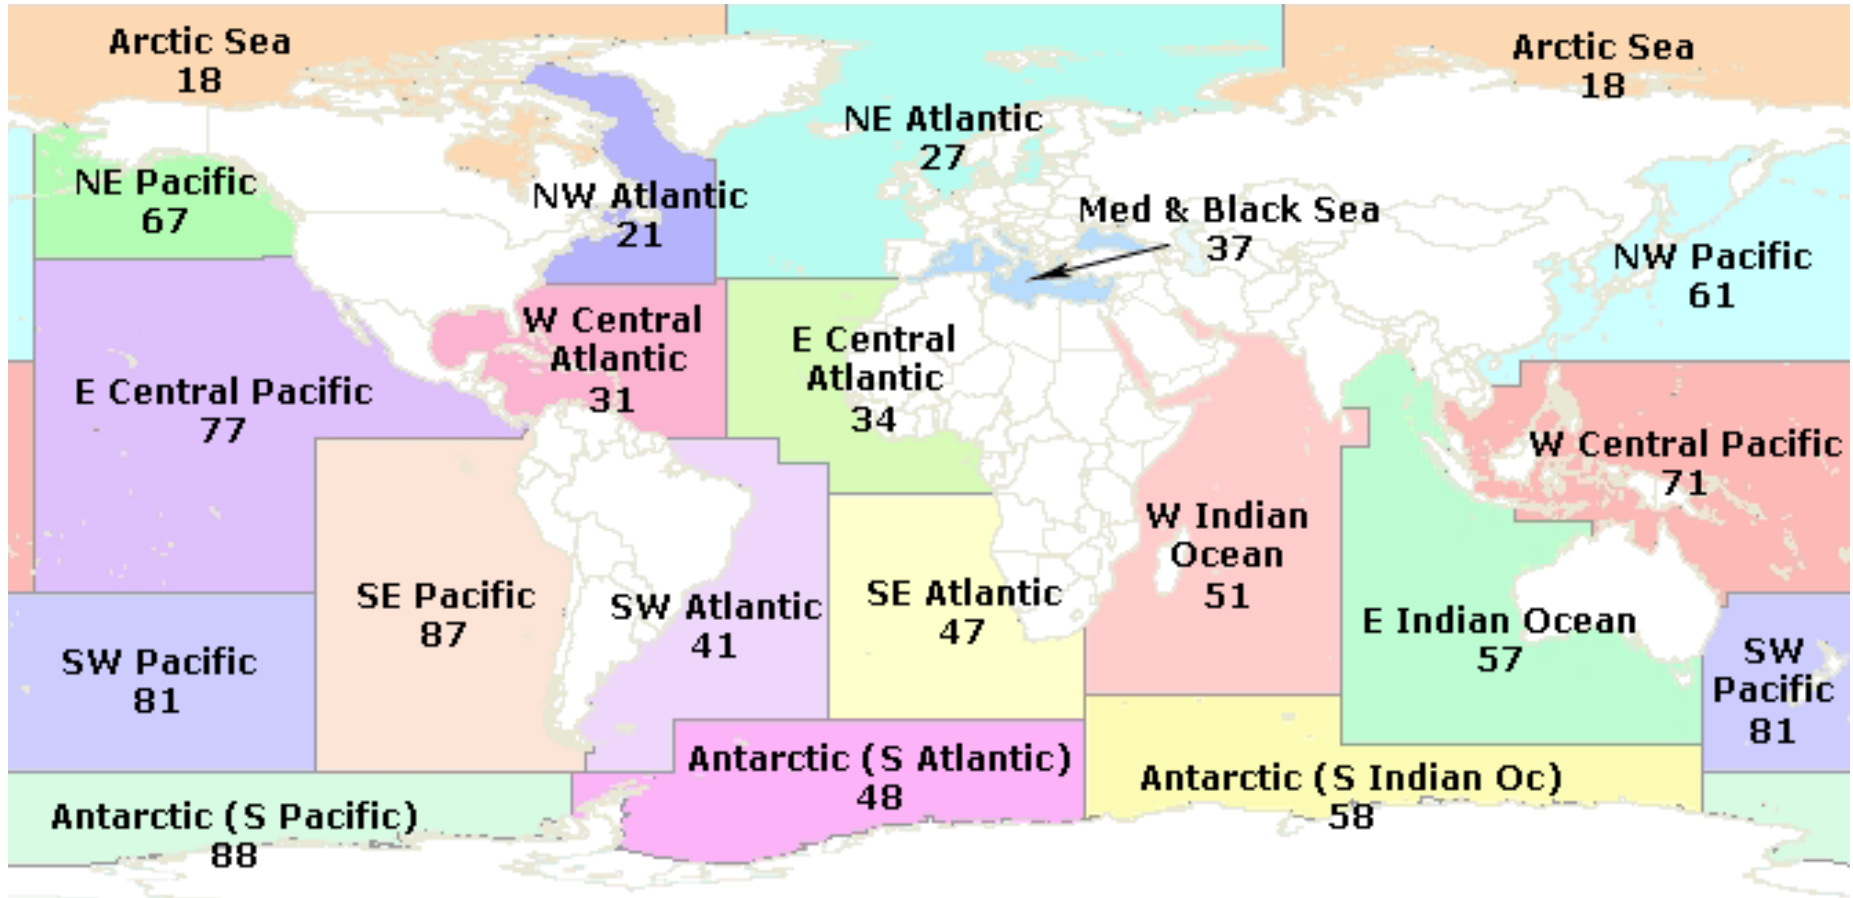 Arctic Sea
18
Arctic Sea
18
NE Atlantic
27
NE Pacific
67
NW Atlantic
21
Med & Black Sea
37
NW Pacific
61
W Central
Atlantic
31
E Central
Atlantic
34
E Central Pacific
77
W Central Pacific
71
W Indian
Ocean
51
SE Pacific
87
SW Atlantic
41
SE Atlantic
47
E Indian Ocean
57
SW Pacific
81
SW
Pacific
81
Antarctic (S Atlantic)
48
Antarctic (S Indian Oc)
58
Antarctic (S Pacific)
88